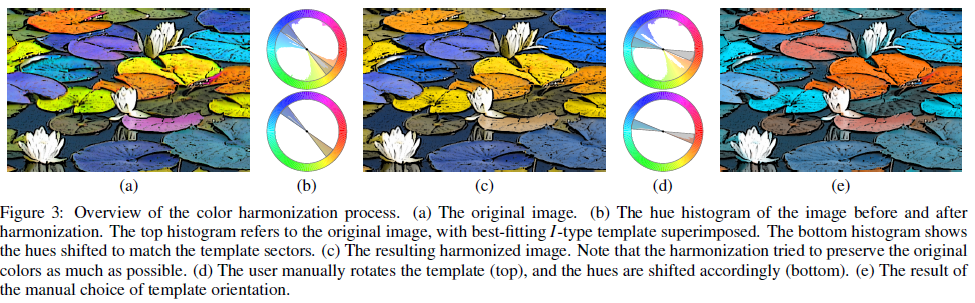 (a) (b) (c) (d) (e)
Figure 3: Overview of the color harmonization process. (a) The original image. (b) The hue histogram of the image before and after
harmonization. The top histogram refers to the original image, with best-fitting I-type template superimposed. The bottom histogram shows
the hues shifted to match the template sectors. (c) The resulting harmonized image. Note that the harmonization tried to preserve the original
colors as much as possible. (d) The user manually rotates the template (top), and the hues are shifted accordingly (bottom). (e) The result of
the manual choice of template orientation.